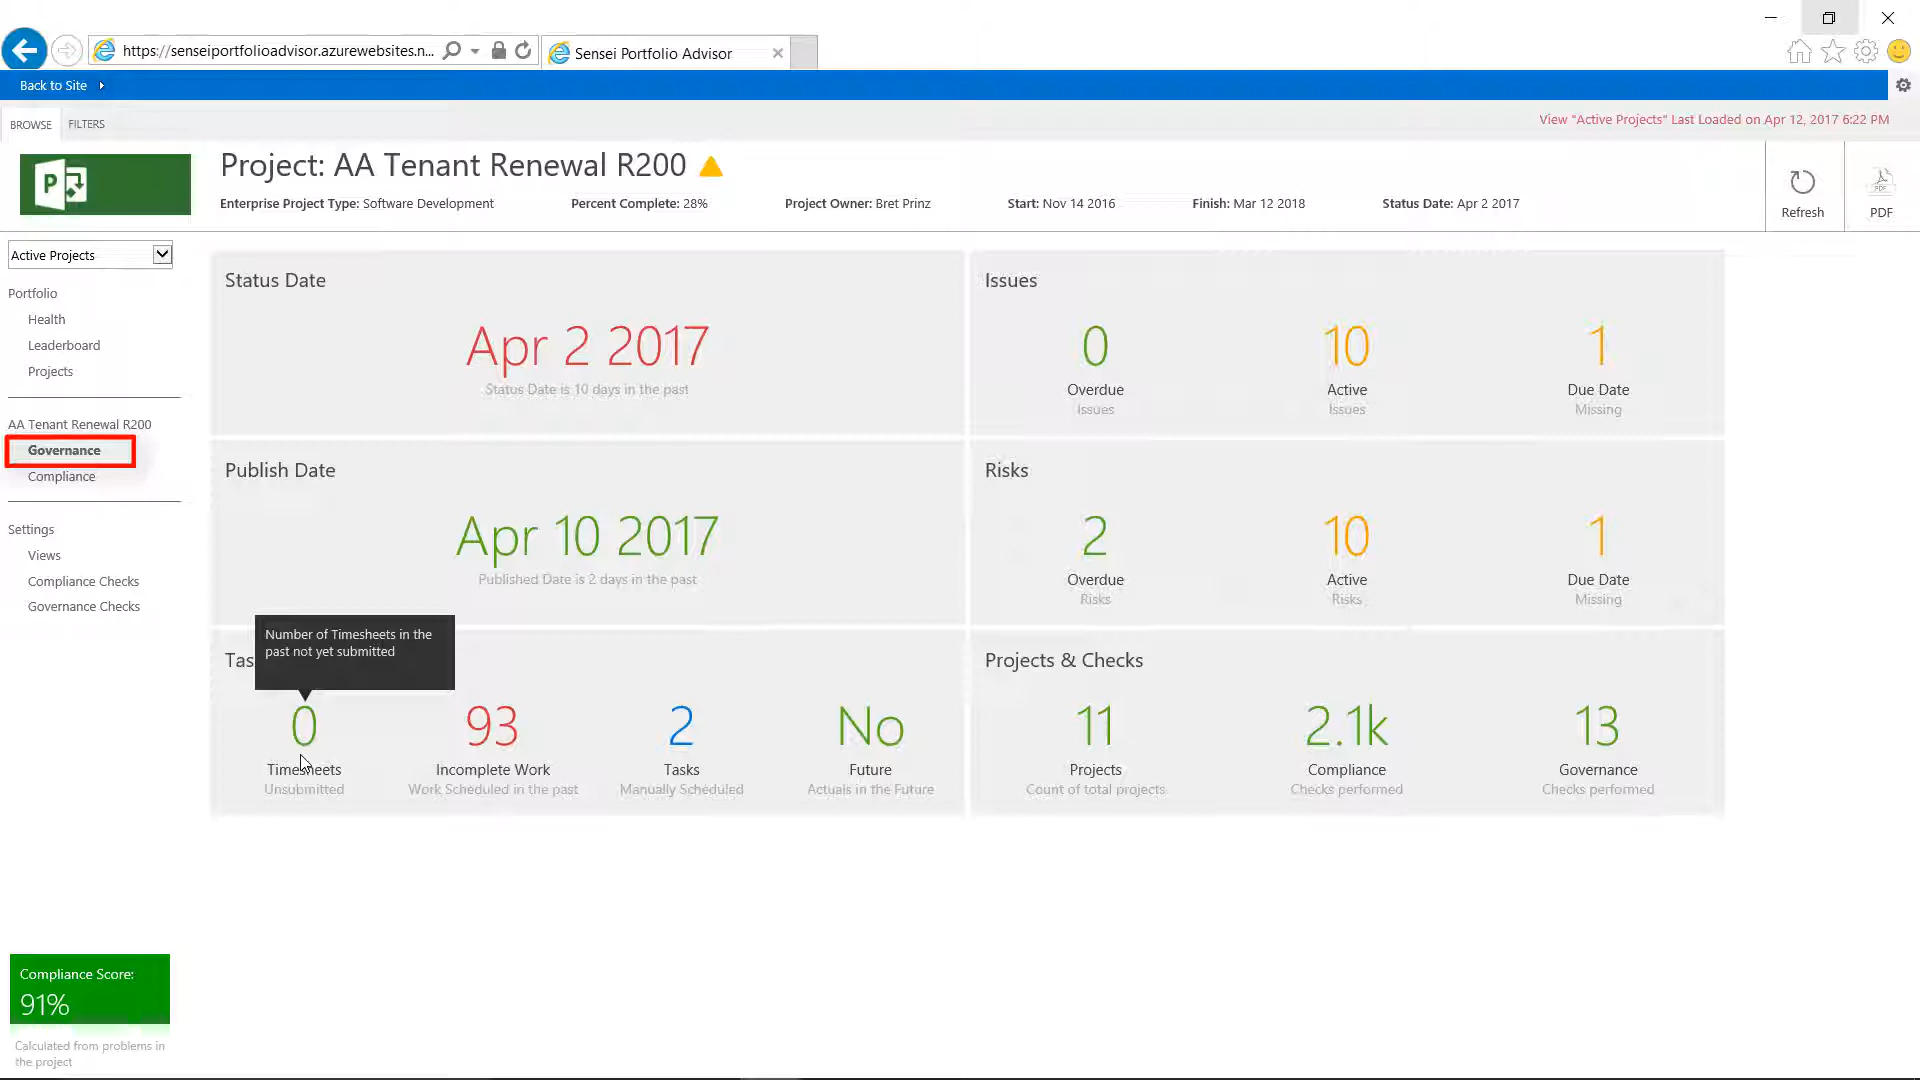 https://senseiportfolioadvisor.azurewebsites.n...
Sensei Portfolio Advisor
Back to Site
BROWSE
FILTERS
View "Active Projects" Last Loaded on Apr 12, 2017 6:22 PM
P
Project: AA Tenant Renewal R200
Enterprise Project Type: Software Development
Percent Complete: 28%
Project Owner: Bret Prinz
Start: Nov 14 2016
Finish: Mar 12 2018
Status Date: Apr 2 2017
Refresh
PDF
PDF
Active Projects
Portfolio
Health
Leaderboard
Projects
AA Tenant Renewal R200
Governance
Compliance
Settings
Views
Compliance Checks
Governance Checks
Compliance Score:
91%
Calculated from problems in
the project
Status Date
Apr 2 2017
Status Date is 10 days in the past
Issues
0 10 1
Overdue Active Due Date
Issues Issues Missing
Publish Date
Apr 10 2017
Published Date is 2 days in the past
Risks
2 10 1
Overdue Active Due Date
Risks Risks Missing
Number of Timesheets in the
past not yet submitted
Tas
0 93 2 No
Timesheets Incomplete Work Tasks Future
Unsubmitted Work Scheduled in the past Manually Scheduled Actuals in the Future
Projects & Checks
11 2.1k 13
Projects Compliance Governance
Count of total projects Checks performed Checks performed